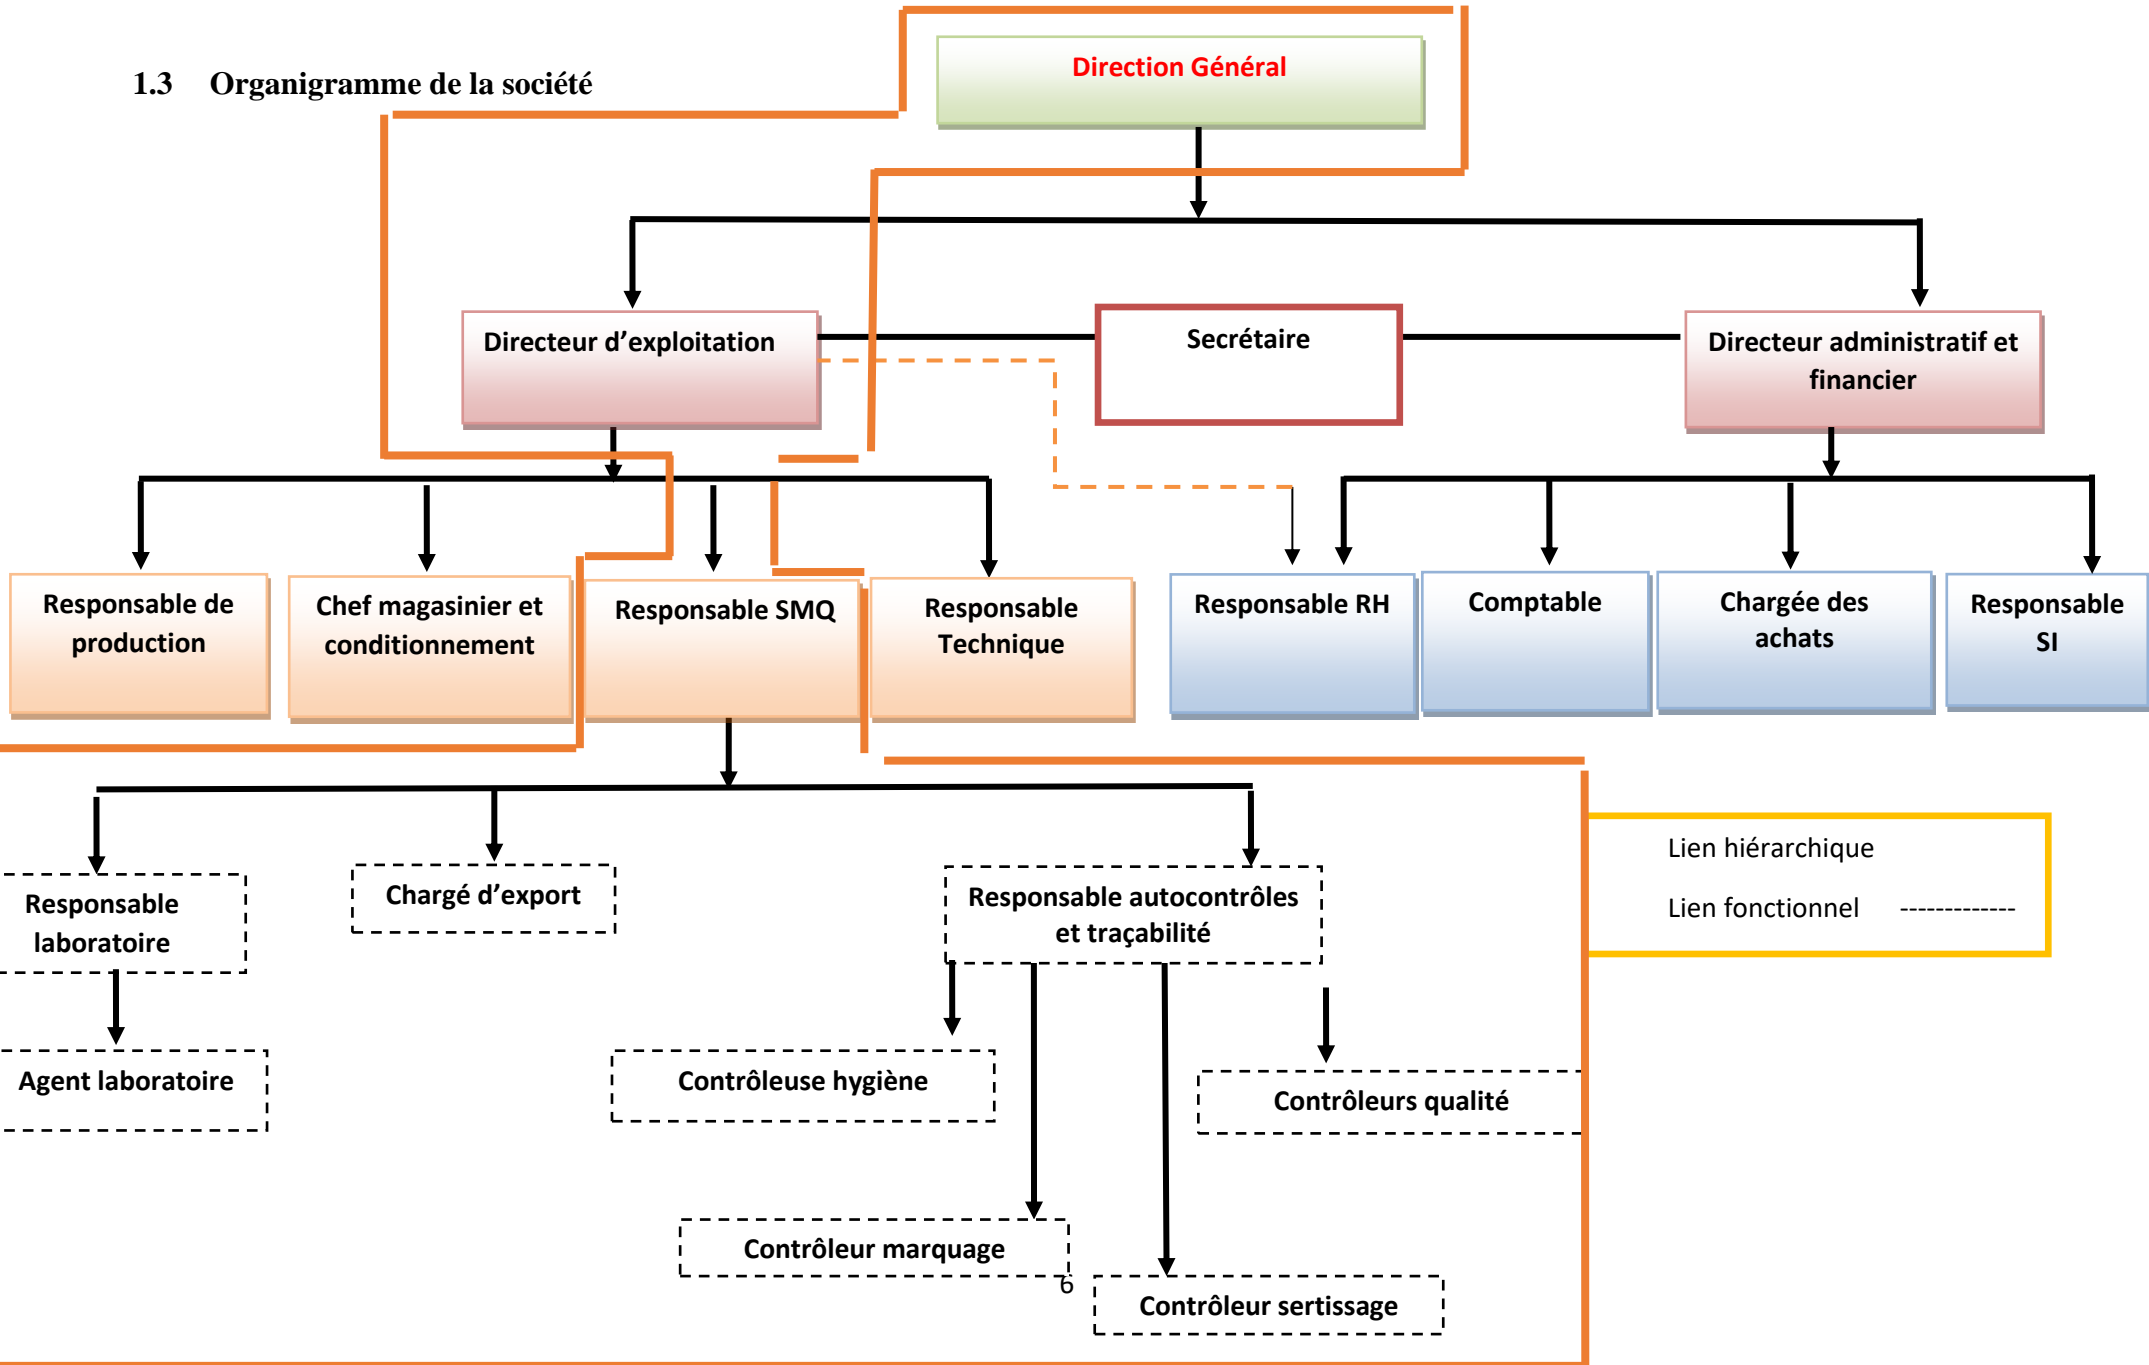 1.3 Organigramme de la société
Direction Général
Directeur d’exploitation
Secrétaire
Directeur administratif et
financier
Responsable de
production
Chef magasinier et
conditionnement
Responsable SMQ
Responsable
Technique
Responsable RH
Comptable
Chargée des
achats
Responsable
SI
Lien hiérarchique
Lien fonctionnel -------------
Responsable
laboratoire
Chargé d’export
Responsable autocontrôles
et traçabilité
Agent laboratoire
Contrôleuse hygiène
Contrôleurs qualité
Contrôleur marquage
6
Contrôleur sertissage